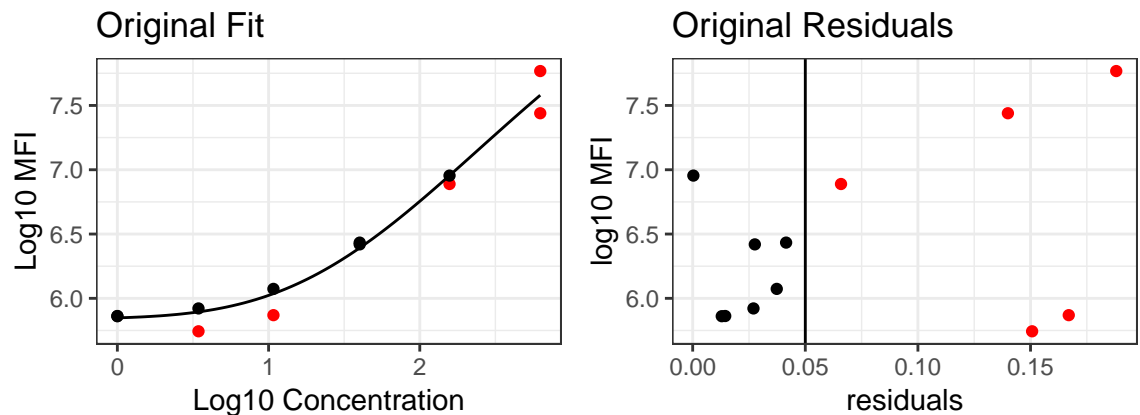 Original Fit
Log10 MFI
7.5
7.0
6.5
6.0
0
1
2
Log10 Concentration
Original Residuals
log10 MFI
7.5
7.0
6.5
6.0
0.00
0.05
0.10
0.15
residuals